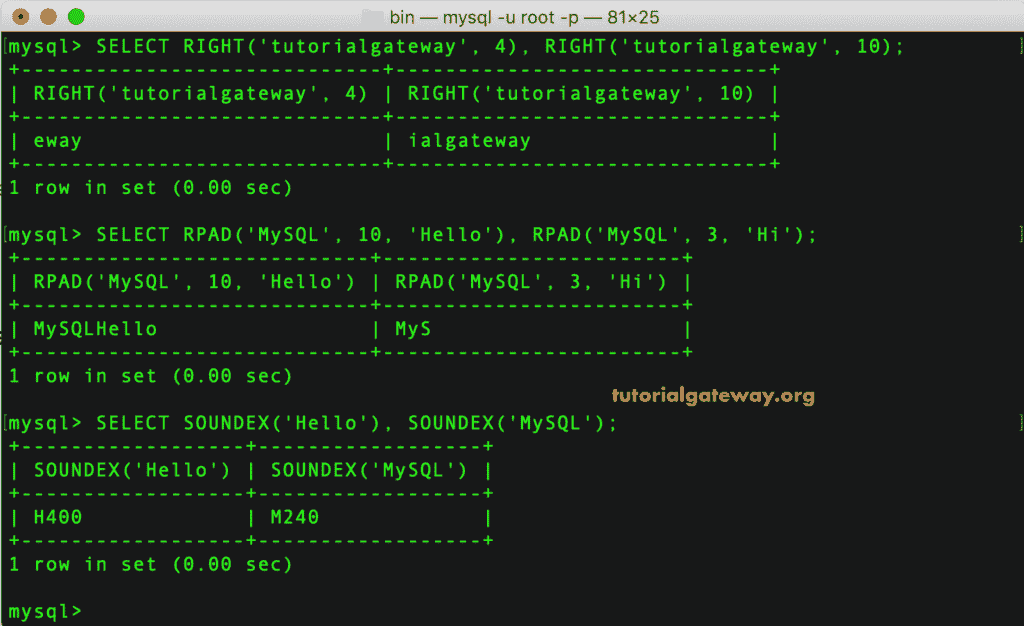 bin — mysql -u root -p — 81×25
[mysql> SELECT RIGHT('tutorialgateway', 4), RIGHT('tutorialgateway', 10); ]
+-----------------------------+------------------------------+
| RIGHT('tutorialgateway', 4) | RIGHT('tutorialgateway', 10) |
+-----------------------------+------------------------------+
| eway                        | ialgateway                   |
+-----------------------------+------------------------------+
1 row in set (0.00 sec)
[mysql> SELECT RPAD('MySQL', 10, 'Hello'), RPAD('MySQL', 3, 'Hi'); ]
+----------------------------+------------------------+
| RPAD('MySQL', 10, 'Hello') | RPAD('MySQL', 3, 'Hi') |
+----------------------------+------------------------+
| MySQLHello                 | MyS                    |
+----------------------------+------------------------+
1 row in set (0.00 sec)
tutorialgateway.org
[mysql> SELECT SOUNDEX('Hello'), SOUNDEX('MySQL'); ]
+------------------+------------------+
| SOUNDEX('Hello') | SOUNDEX('MySQL') |
+------------------+------------------+
| H400             | M240             |
+------------------+------------------+
1 row in set (0.00 sec)
mysql>